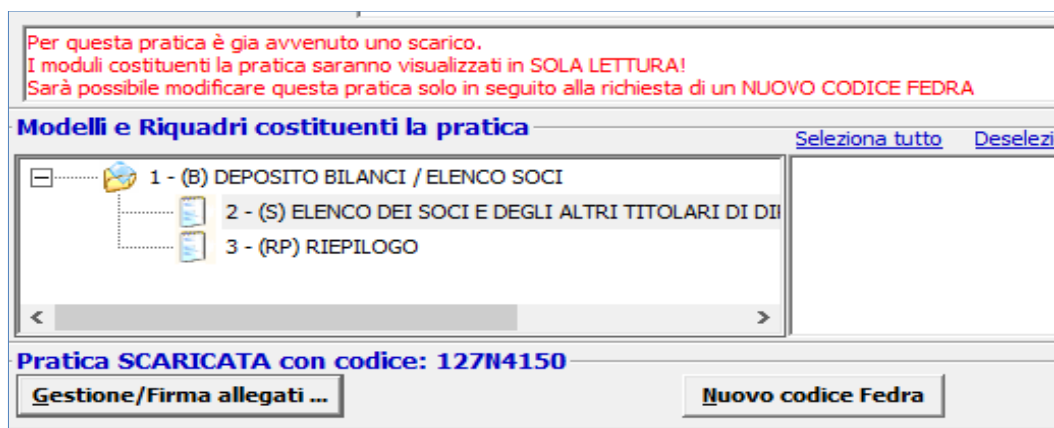 Per questa pratica è gia avvenuto uno scarico.
I moduli costituenti la pratica saranno visualizzati in SOLA LETTURA!
Sarà possibile modificare questa pratica solo in seguito alla richiesta di un NUOVO CODICE FEDRA
Modelli e Riquadri costituenti la pratica
Seleziona tutto Deselezi
1 - (B) DEPOSITO BILANCI / ELENCO SOCI
2 - (S) ELENCO DEI SOCI E DEGLI ALTRI TITOLARI DI
3 - (RP) RIEPILOGO
Pratica SCARICATA con codice: 127N4150
Gestione/Firma allegati ... Nuovo codice Fedra